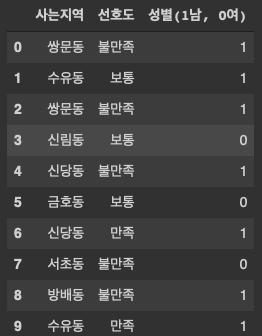 사는지역 선호도 성별(1남, 0여)
0 쌍문동 불만족 1
1 수유동 보통 1
2 쌍문동 불만족 1
3 신림동 보통 0
4 신당동 불만족 1
5 금호동 보통 0
6 신당동 만족 1
7 서초동 불만족 0
8 방배동 불만족 1
9 수유동 만족 1